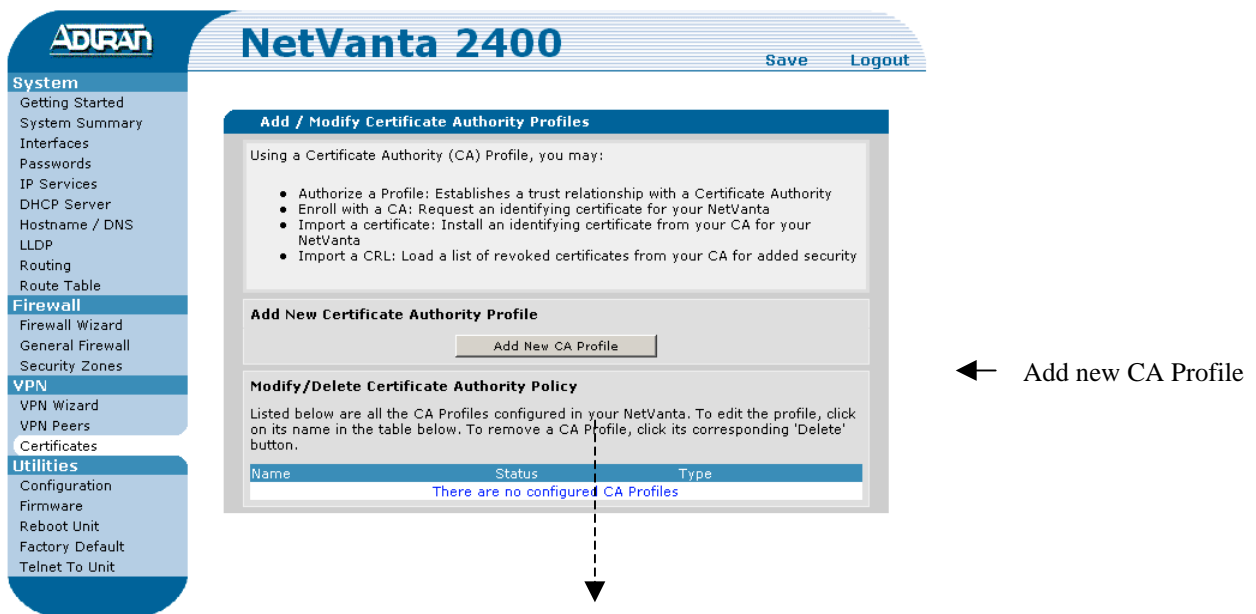 ADTRAN
NetVanta 2400
Save Logout
System
Getting Started
System Summary
Interfaces
Passwords
IP Services
DHCP Server
Hostname / DNS
LLDP
Routing
Route Table
Firewall
Firewall Wizard
General Firewall
Security Zones
VPN
VPN Wizard
VPN Peers
Certificates
Utilities
Configuration
Firmware
Reboot Unit
Factory Default
Telnet To Unit
Add / Modify Certificate Authority Profiles
Using a Certificate Authority (CA) Profile, you may:
● Authorize a Profile: Establishes a trust relationship with a Certificate Authority
● Enroll with a CA: Request an identifying certificate for your NetVanta
● Import a certificate: Install an identifying certificate from your CA for your
NetVanta
● Import a CRL: Load a list of revoked certificates from your CA for added security
Add New Certificate Authority Profile
Add New CA Profile
Modify/Delete Certificate Authority Policy
Listed below are all the CA Profiles configured in your NetVanta. To edit the profile, click
on its name in the table below. To remove a CA Profile, click its corresponding 'Delete'
button.
Name Status Type
There are no configured CA Profiles
Add new CA Profile